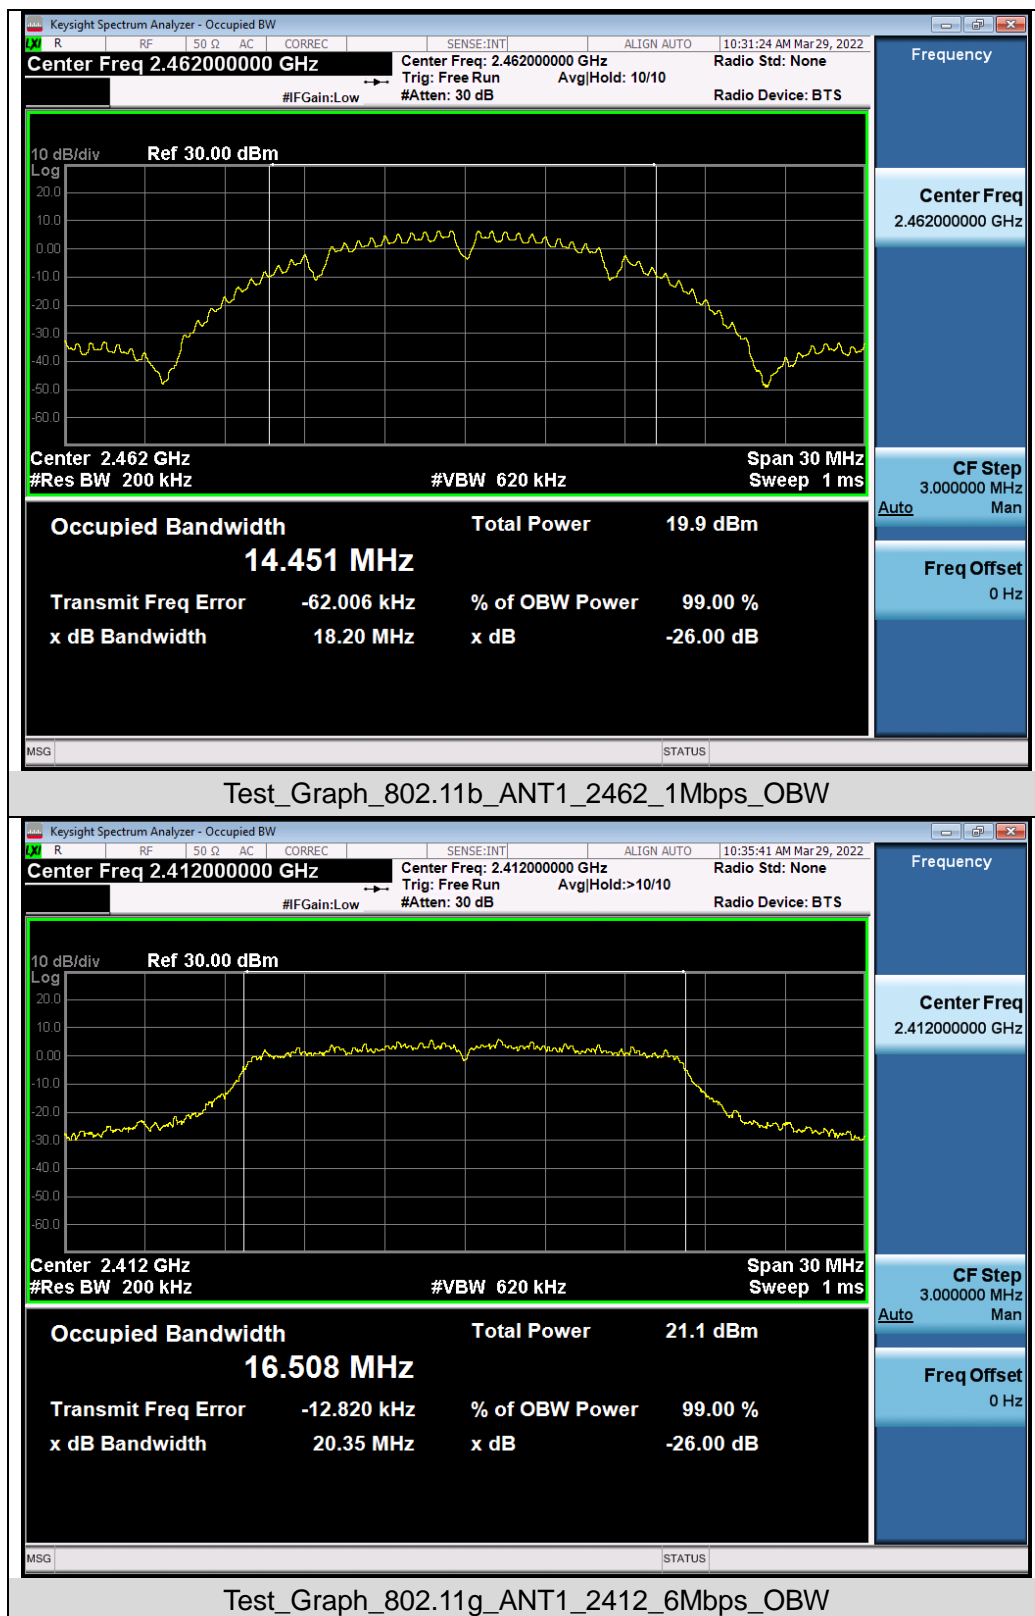 Keysight Spectrum Analyzer - Occupied BW
LXI R RF 50 Ω AC CORREC SENSE:INT ALIGN AUTO 10:31:24 AM Mar 29, 2022
Center Freq 2.462000000 GHz
Center Freq: 2.462000000 GHz
Radio Std: None
Trig: Free Run Avg|Hold: 10/10
#IFGain:Low
#Atten: 30 dB
Radio Device: BTS
Frequency
10 dB/div Ref 30.00 dBm
Log
20.0
10.0
0.00
-10.0
-20.0
-30.0
-40.0
-50.0
-60.0
Center 2.462 GHz Span 30 MHz
#Res BW 200 kHz #VBW 620 kHz Sweep 1 ms
Center Freq
2.462000000 GHz
CF Step
3.000000 MHz
Auto Man
Freq Offset
0 Hz
Occupied Bandwidth Total Power 19.9 dBm
14.451 MHz
Transmit Freq Error -62.006 kHz % of OBW Power 99.00 %
x dB Bandwidth 18.20 MHz x dB -26.00 dB
MSG STATUS
Test_Graph_802.11b_ANT1_2462_1Mbps_OBW
Keysight Spectrum Analyzer - Occupied BW
LXI R RF 50 Ω AC CORREC SENSE:INT ALIGN AUTO 10:35:41 AM Mar 29, 2022
Center Freq 2.412000000 GHz
Center Freq: 2.412000000 GHz
Radio Std: None
Trig: Free Run Avg|Hold:>10/10
#IFGain:Low
#Atten: 30 dB
Radio Device: BTS
Frequency
10 dB/div Ref 30.00 dBm
Log
20.0
10.0
0.00
-10.0
-20.0
-30.0
-40.0
-50.0
-60.0
Center 2.412 GHz Span 30 MHz
#Res BW 200 kHz #VBW 620 kHz Sweep 1 ms
Center Freq
2.412000000 GHz
CF Step
3.000000 MHz
Auto Man
Freq Offset
0 Hz
Occupied Bandwidth Total Power 21.1 dBm
16.508 MHz
Transmit Freq Error -12.820 kHz % of OBW Power 99.00 %
x dB Bandwidth 20.35 MHz x dB -26.00 dB
MSG STATUS
Test_Graph_802.11g_ANT1_2412_6Mbps_OBW